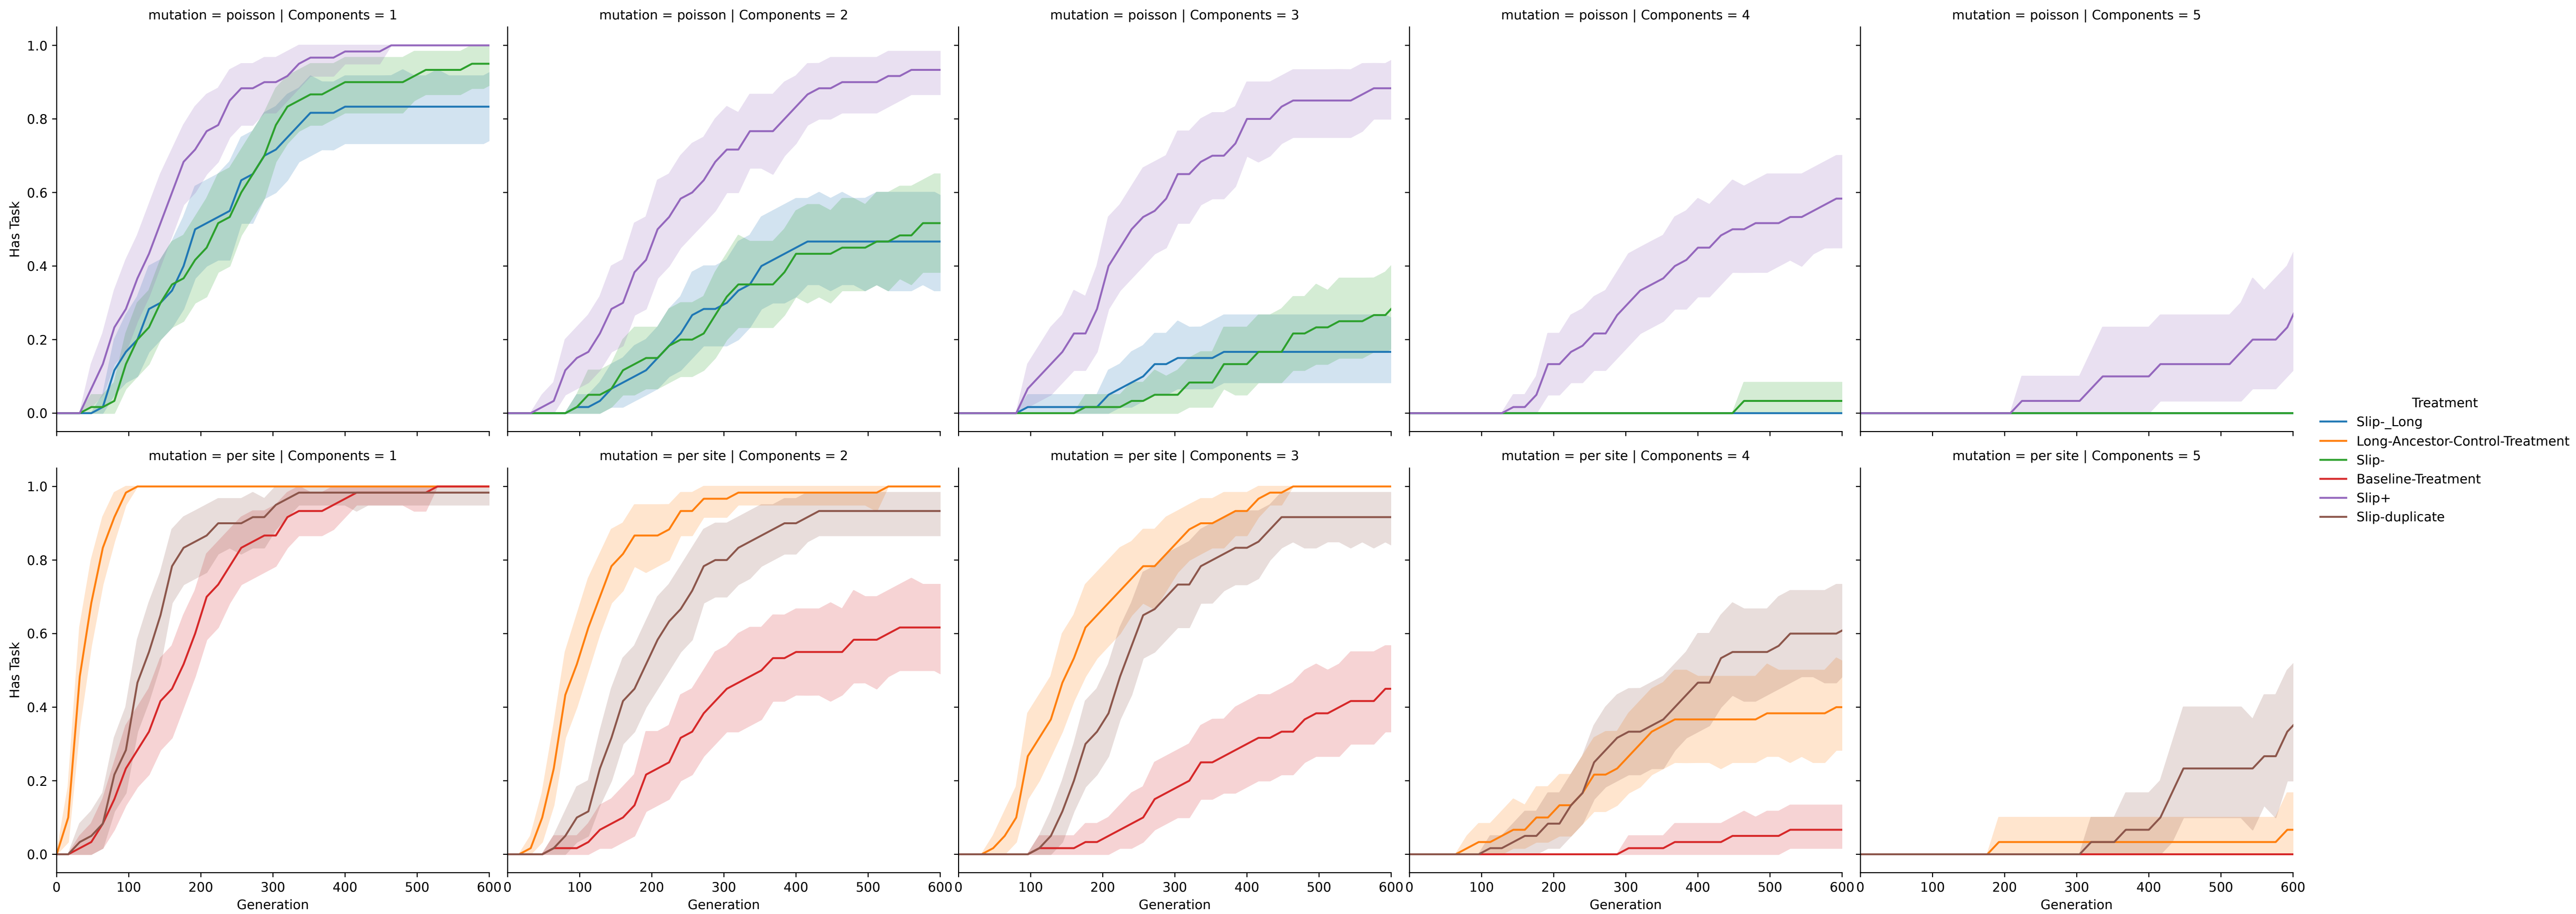 mutation = poisson | Components = 1
mutation = poisson | Components = 2
mutation = poisson | Components = 3
mutation = poisson | Components = 4
mutation = poisson | Components = 5
1.0
0.8
0.6
0.4
0.2
0.0
Has Task
mutation = per site | Components = 1
mutation = per site | Components = 2
mutation = per site | Components = 3
mutation = per site | Components = 4
mutation = per site | Components = 5
1.0
0.8
0.6
0.4
0.2
0.0
Has Task
0 100 200 300 400 500 600
0 100 200 300 400 500 600
0 100 200 300 400 500 600
0 100 200 300 400 500 600
0 100 200 300 400 500 600
Generation
Generation
Generation
Generation
Generation
Treatment
Slip-_Long
Long-Ancestor-Control-Treatment
Slip-
Baseline-Treatment
Slip+
Slip-duplicate